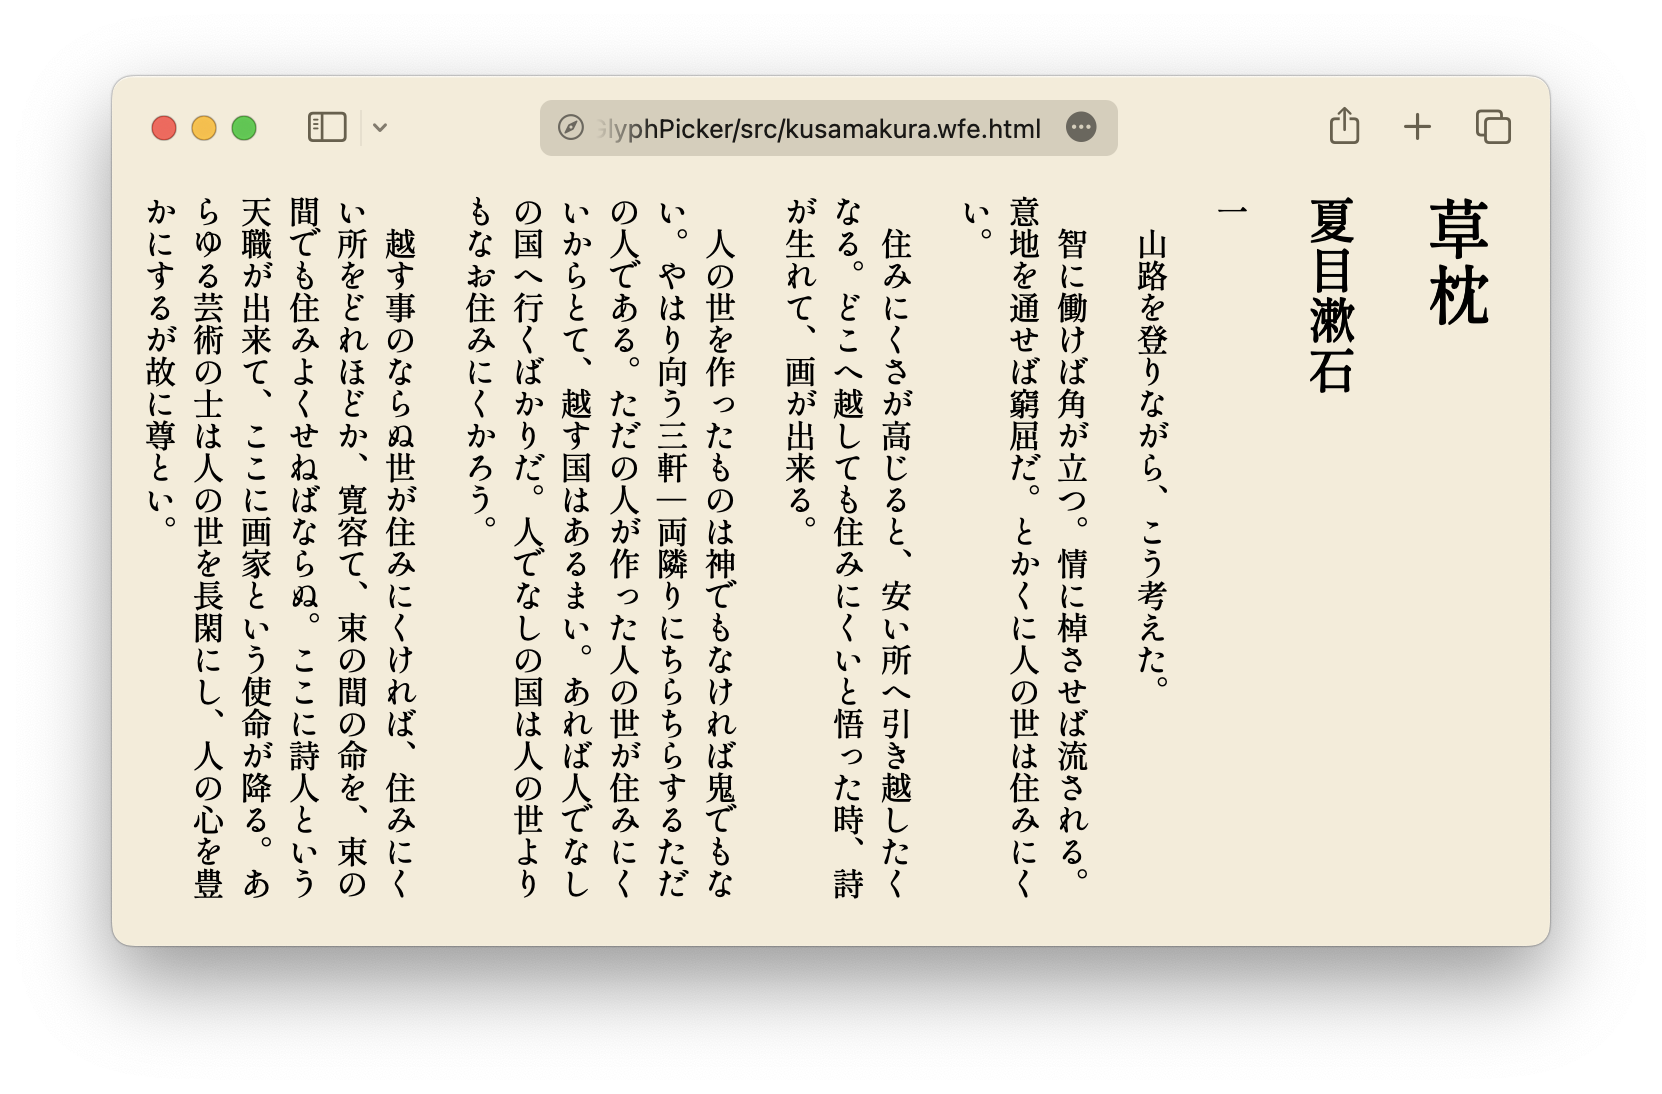 GlyphPicker/src/kusamakura.wfe.html
草枕
夏目漱石
一
山路を登りながら、こう考えた。
智に働けば角が立つ。情に棹させば流される。
意地を通せば窮屈だ。とかくに人の世は住みにく
い。
住みにくさが高じると、安い所へ引き越したく
なる。どこへ越しても住みにくいと悟った時、詩
が生れて、画が出来る。
人の世を作ったものは神でもなければ鬼でもな
い。やはり向う三軒―両隣りにちらちらするただ
の人である。ただの人が作った人の世が住みにく
いからとて、越す国はあるまい。あれば人でなし
の国へ行くばかりだ。人でなしの国は人の世より
もなお住みにくかろう。
越す事のならぬ世が住みにくければ、住みにく
い所をどれほどか、寛容て、束の間の命を、束の
間でも住みよくせねばならぬ。ここに詩人という
天職が出来て、ここに画家という使命が降る。あ
らゆる芸術の士は人の世を長閑にし、人の心を豊
かにするが故に尊とい。